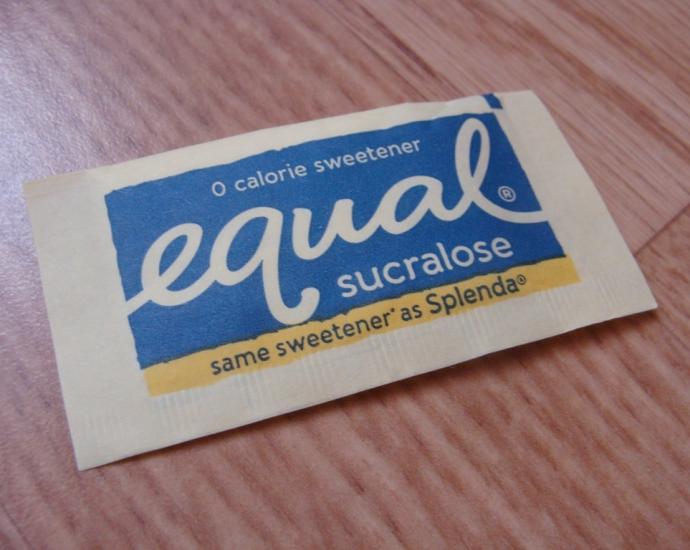 0 calorie sweetener
equal®
sucralose
same sweetener* as Splenda®